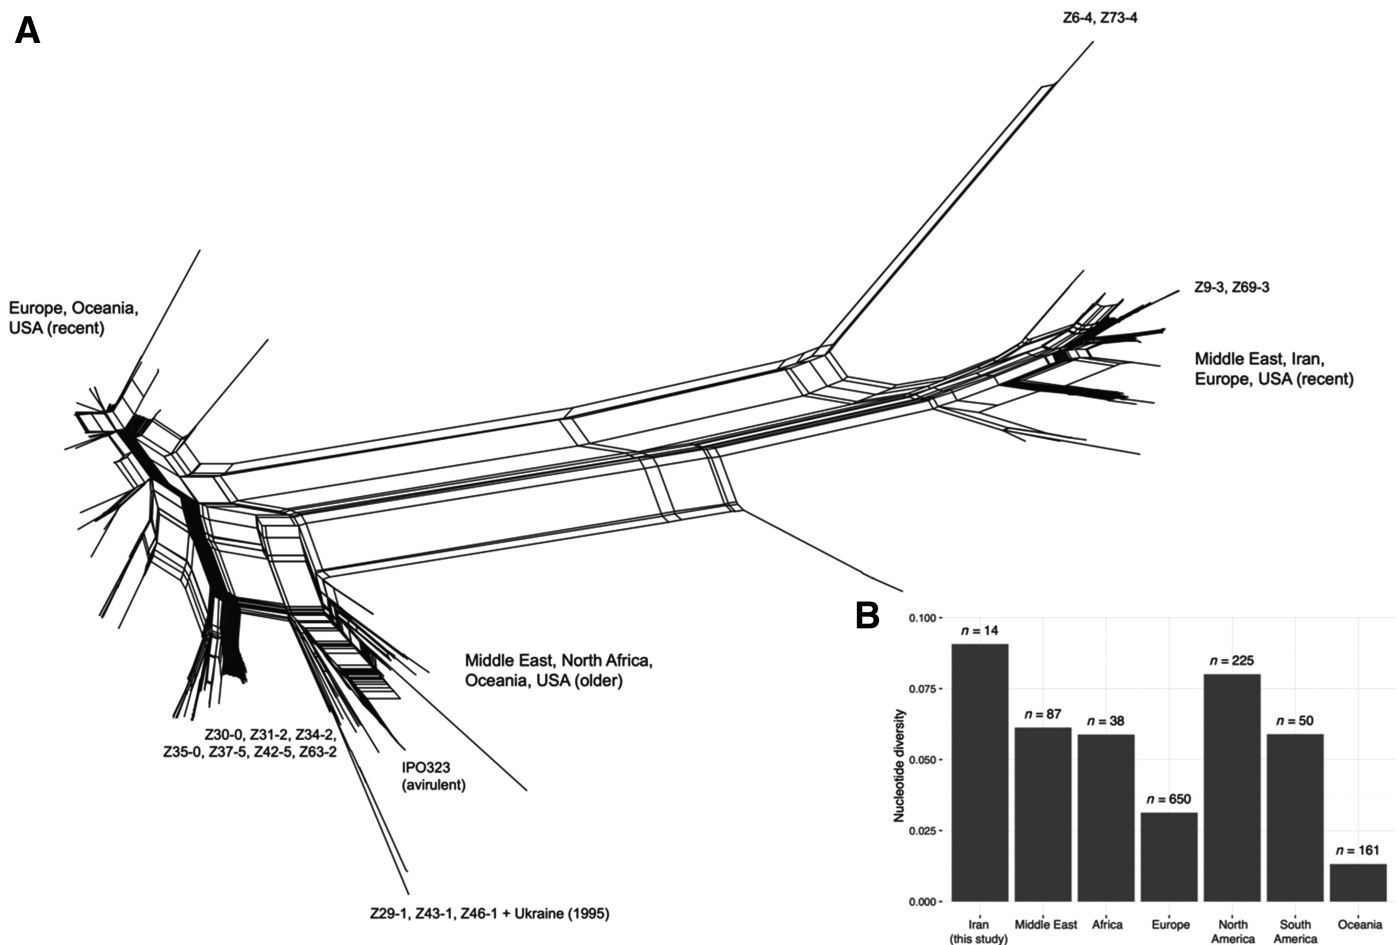 A
Z6-4, Z73-4
Europe, Oceania,
USA (recent)
Z9-3, Z69-3
Middle East, Iran,
Europe, USA (recent)
Middle East, North Africa,
Oceania, USA (older)
Z30-0, Z31-2, Z34-2,
Z35-0, Z37-5, Z42-5, Z63-2
IPO323
(avirulent)
Z29-1, Z43-1, Z46-1 + Ukraine (1995)
B
Nucleotide diversity
0.100
0.075
0.050
0.025
0.000
n = 14
n = 87
n = 38
n = 650
n = 225
n = 50
n = 161
Iran
(this study)
Middle East
Africa
Europe
North
America
South
America
Oceania